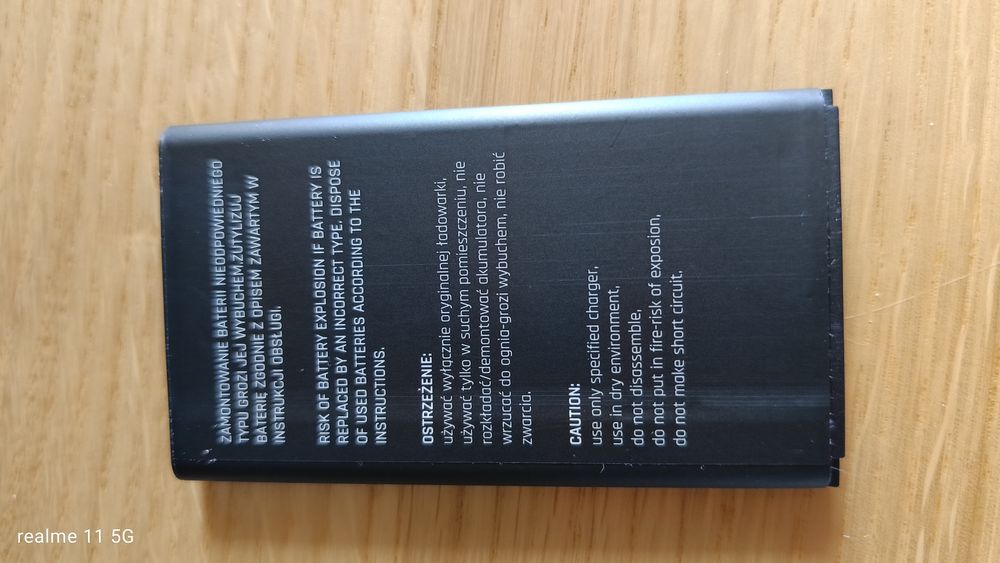 ZAMONTOWANIE BATERII NIEODPOWIEDNIEGO
TYPU GROZI JEJ WYBUCHEM.ZUTYLIZUJ
BATERIĘ ZGODNIE Z OPISEM ZAWARTYM W
INSTRUKCJI OBSŁUGI.
RISK OF BATTERY EXPLOSION IF BATTERY IS
REPLACED BY AN INCORRECT TYPE. DISPOSE
OF USED BATTERIES ACCORDING TO THE
INSTRUCTIONS.
OSTRZEŻENIE:
używać wyłącznie oryginalnej ładowarki,
używać tylko w suchym pomieszczeniu, nie
rozkładać/demontować akumulatora, nie
wrzucać do ognia-grozi wybuchem, nie robić
zwarcia.
CAUTION:
use only specified charger,
use in dry environment,
do not disassemble,
do not put in fire-risk of exposion,
do not make short circuit.
realme 11 5G